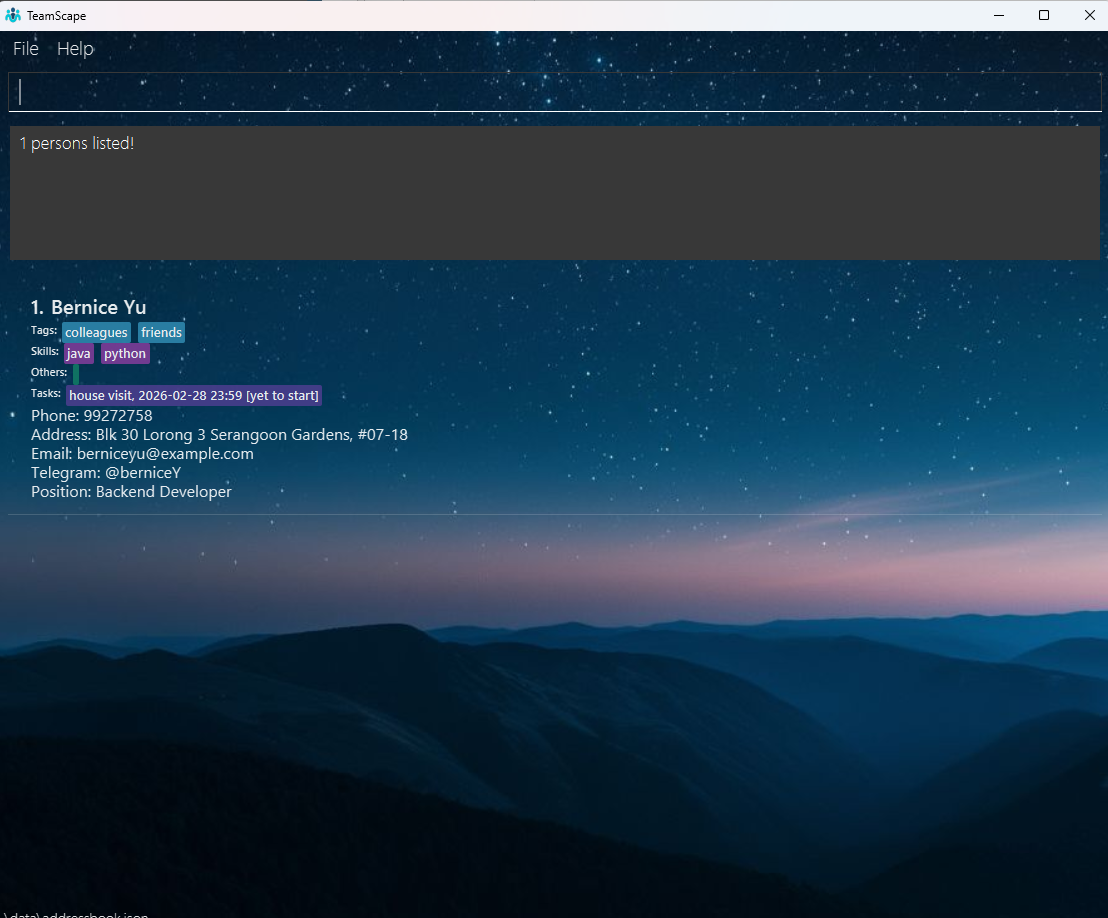 TeamScape
File Help
1 persons listed!
1. Bernice Yu
Tags: colleagues friends
Skills: java python
Others:
Tasks: house visit, 2026-02-28 23:59 [yet to start]
Phone: 99272758
Address: Blk 30 Lorong 3 Serangoon Gardens, #07-18
Email: berniceyu@example.com
Telegram: @berniceY
Position: Backend Developer
\data\addressbook.json